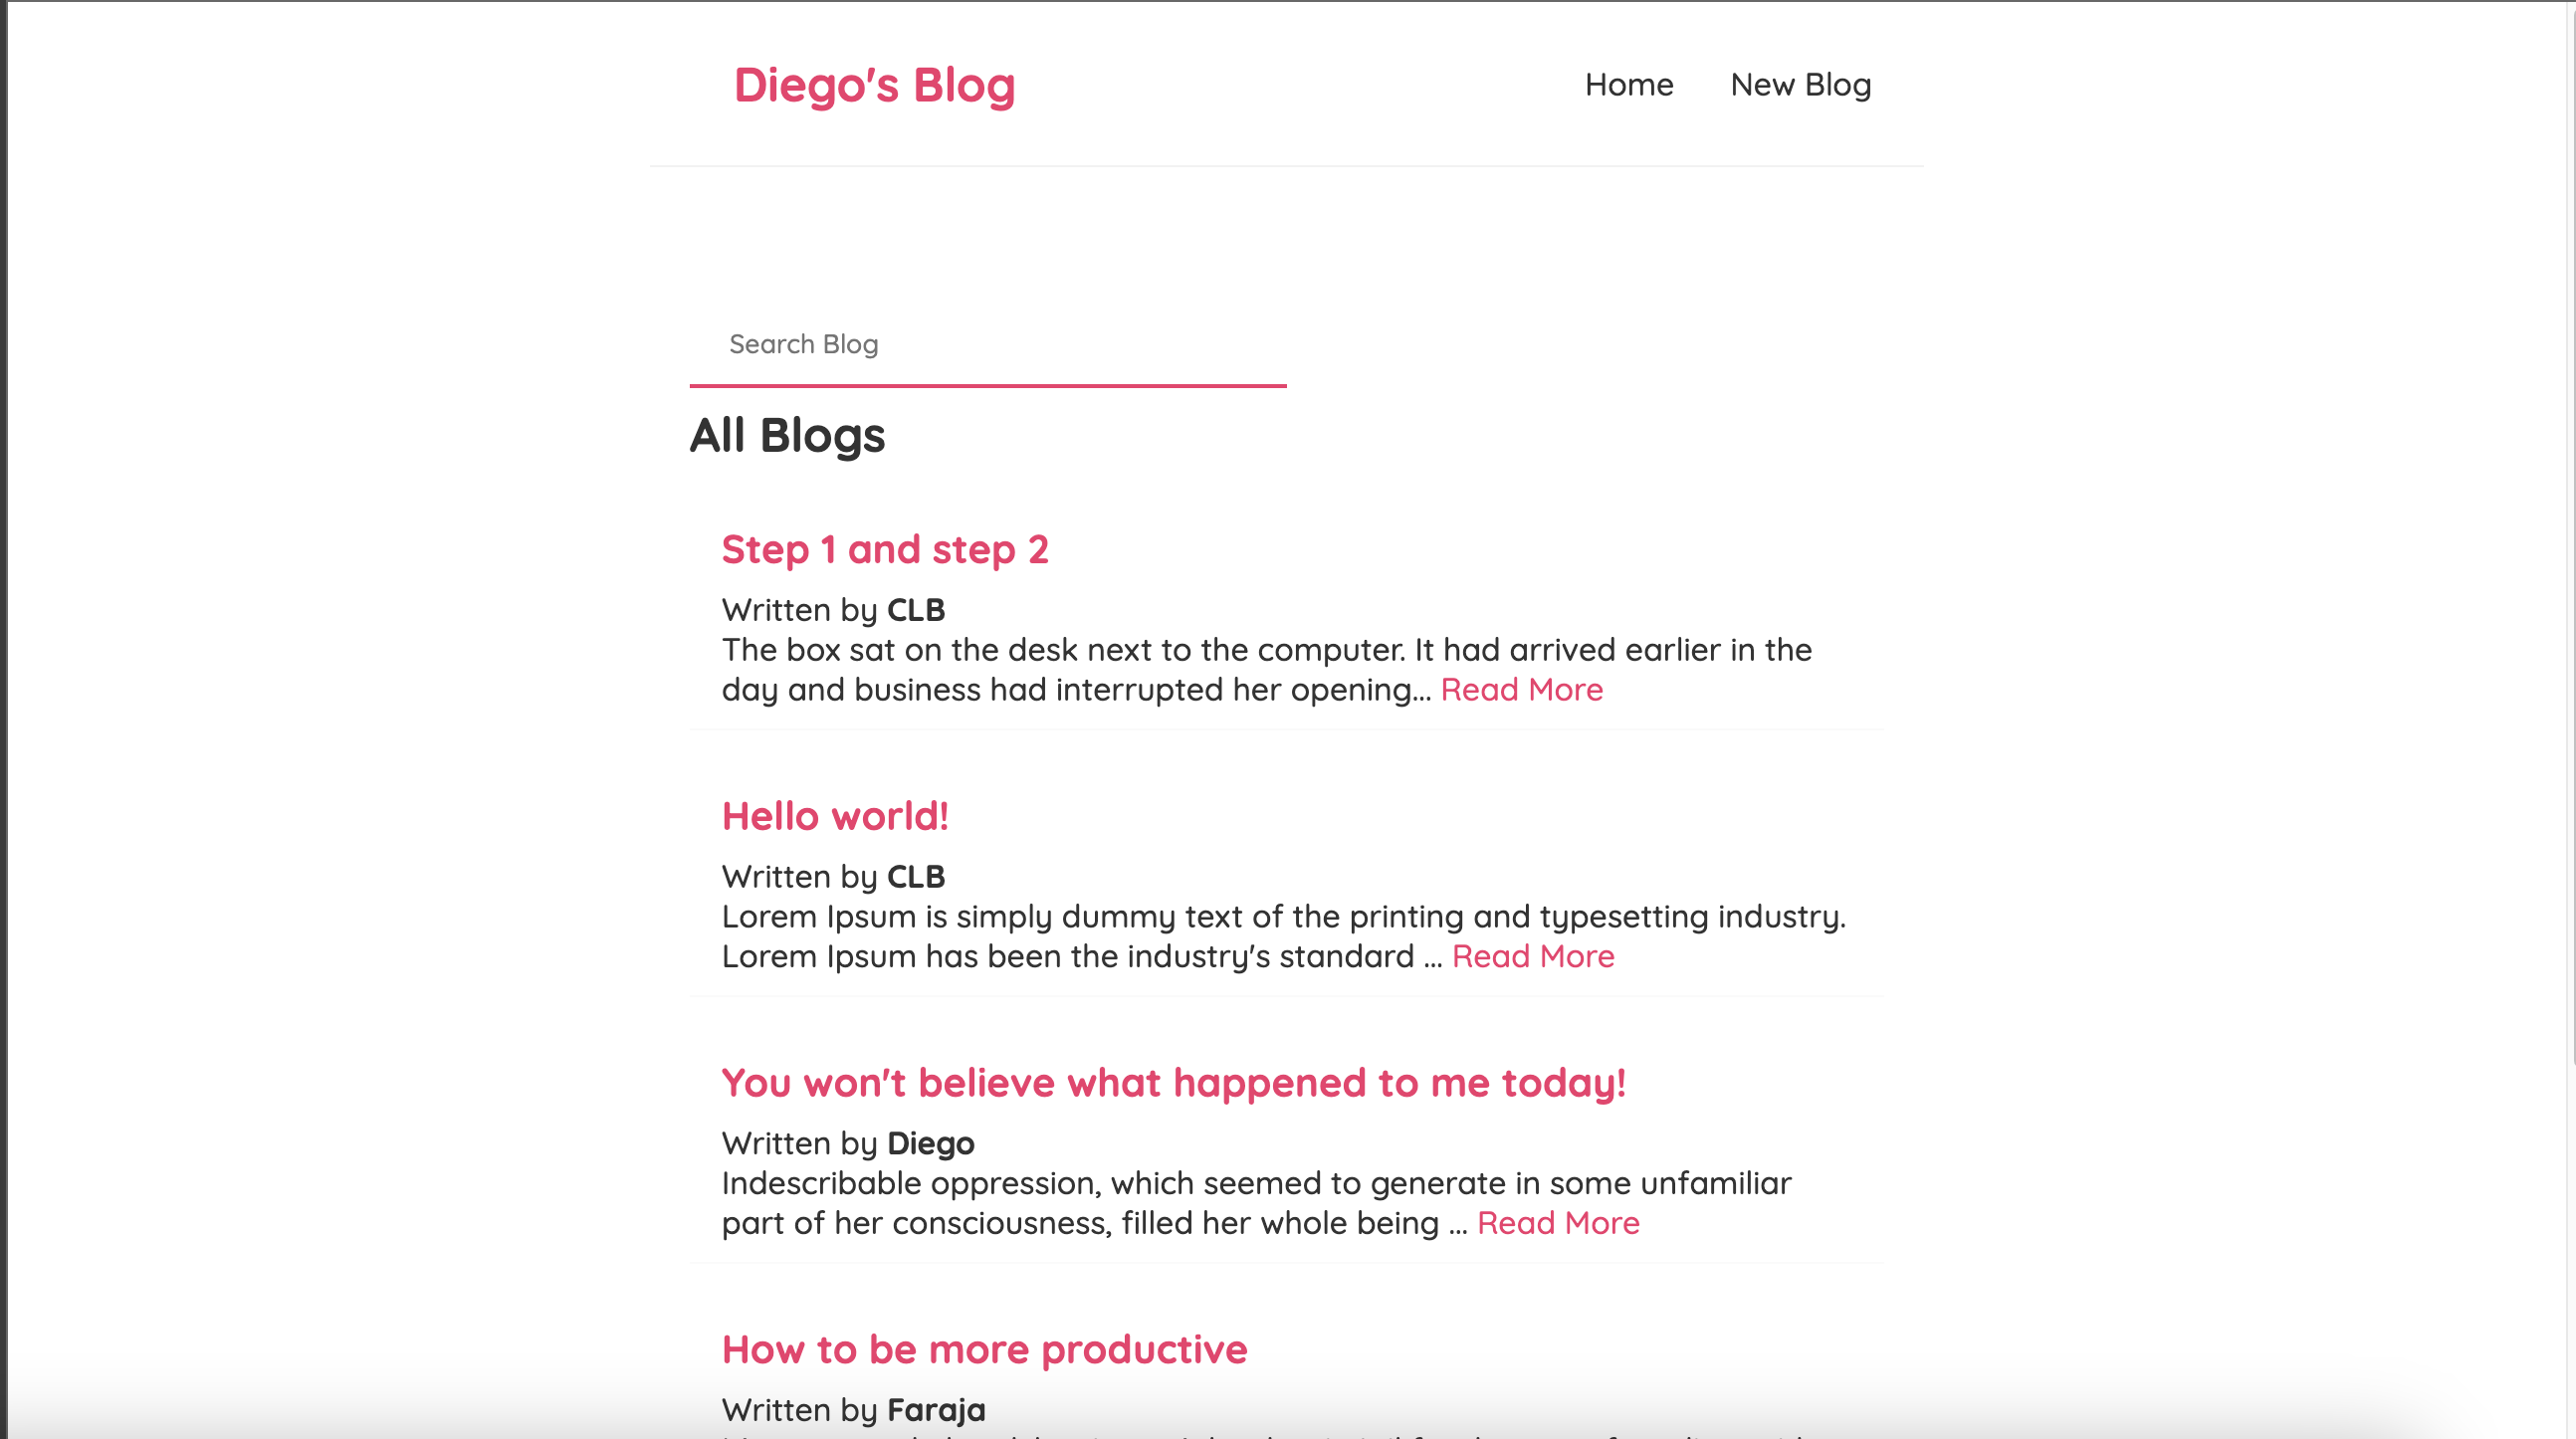 Diego's Blog
Home New Blog
Search Blog
All Blogs
Step 1 and step 2
Written by CLB
The box sat on the desk next to the computer. It had arrived earlier in the
day and business had interrupted her opening... Read More
Hello world!
Written by CLB
Lorem Ipsum is simply dummy text of the printing and typesetting industry.
Lorem Ipsum has been the industry's standard ... Read More
You won't believe what happened to me today!
Written by Diego
Indescribable oppression, which seemed to generate in some unfamiliar
part of her consciousness, filled her whole being ... Read More
How to be more productive
Written by Faraja